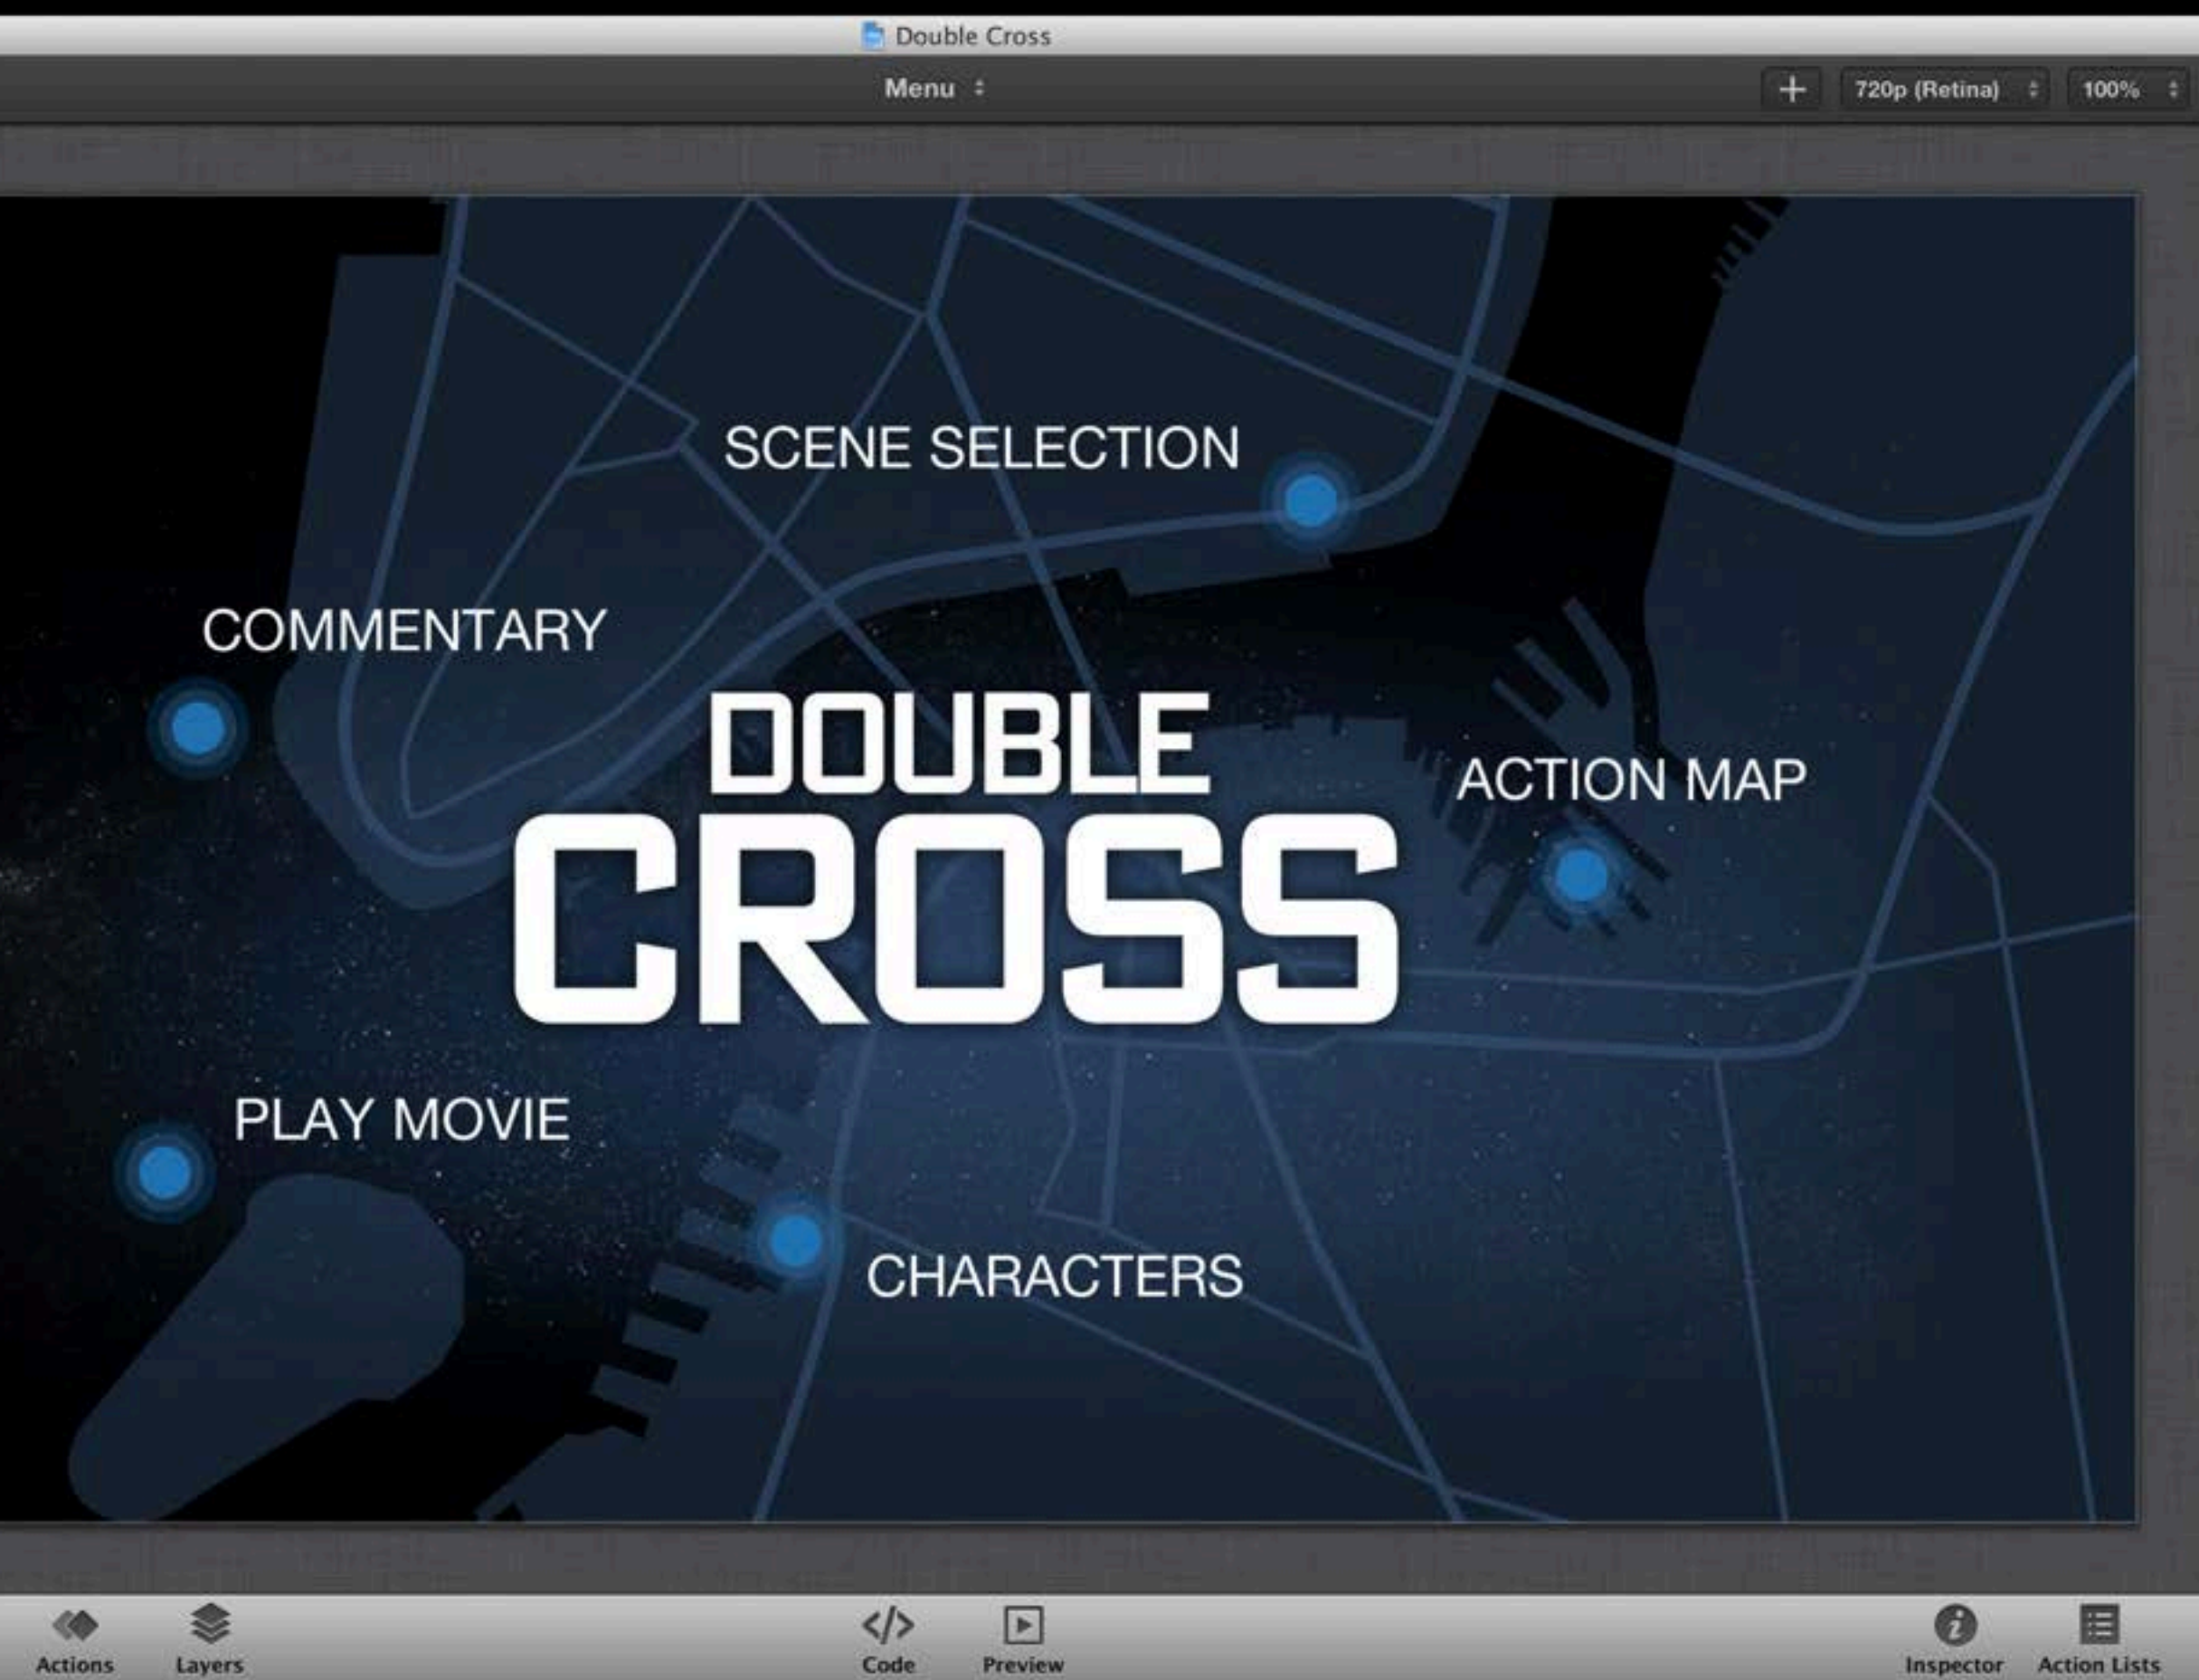 Double Cross
Menu
720p (Retina)
100%
SCENE SELECTION
COMMENTARY
DOUBLE
CROSS
ACTION MAP
PLAY MOVIE
CHARACTERS
Actions
Layers
</>
Code
Preview
Inspector
Action Lists